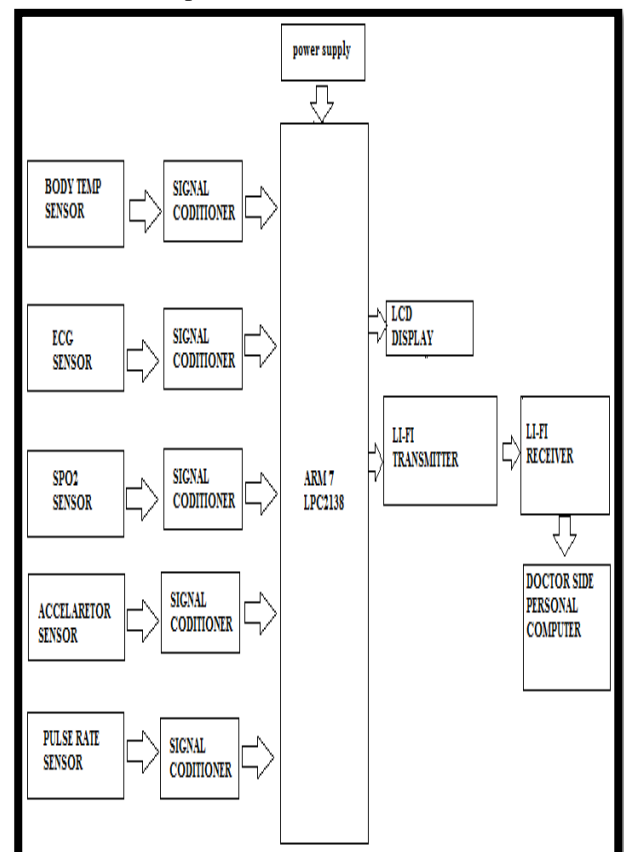 power supply
BODY TEMP
SENSOR
SIGNAL
CODITIONER
ECG
SENSOR
SIGNAL
CODITIONER
SPO2
SENSOR
SIGNAL
CODITIONER
ACCELARETOR
SENSOR
SIGNAL
CODITIONER
PULSE RATE
SENSOR
SIGNAL
CODITIONER
ARM 7
LPC2138
LCD
DISPLAY
LI-FI
TRANSMITTER
LI-FI
RECEIVER
DOCTOR SIDE
PERSONAL
COMPUTER